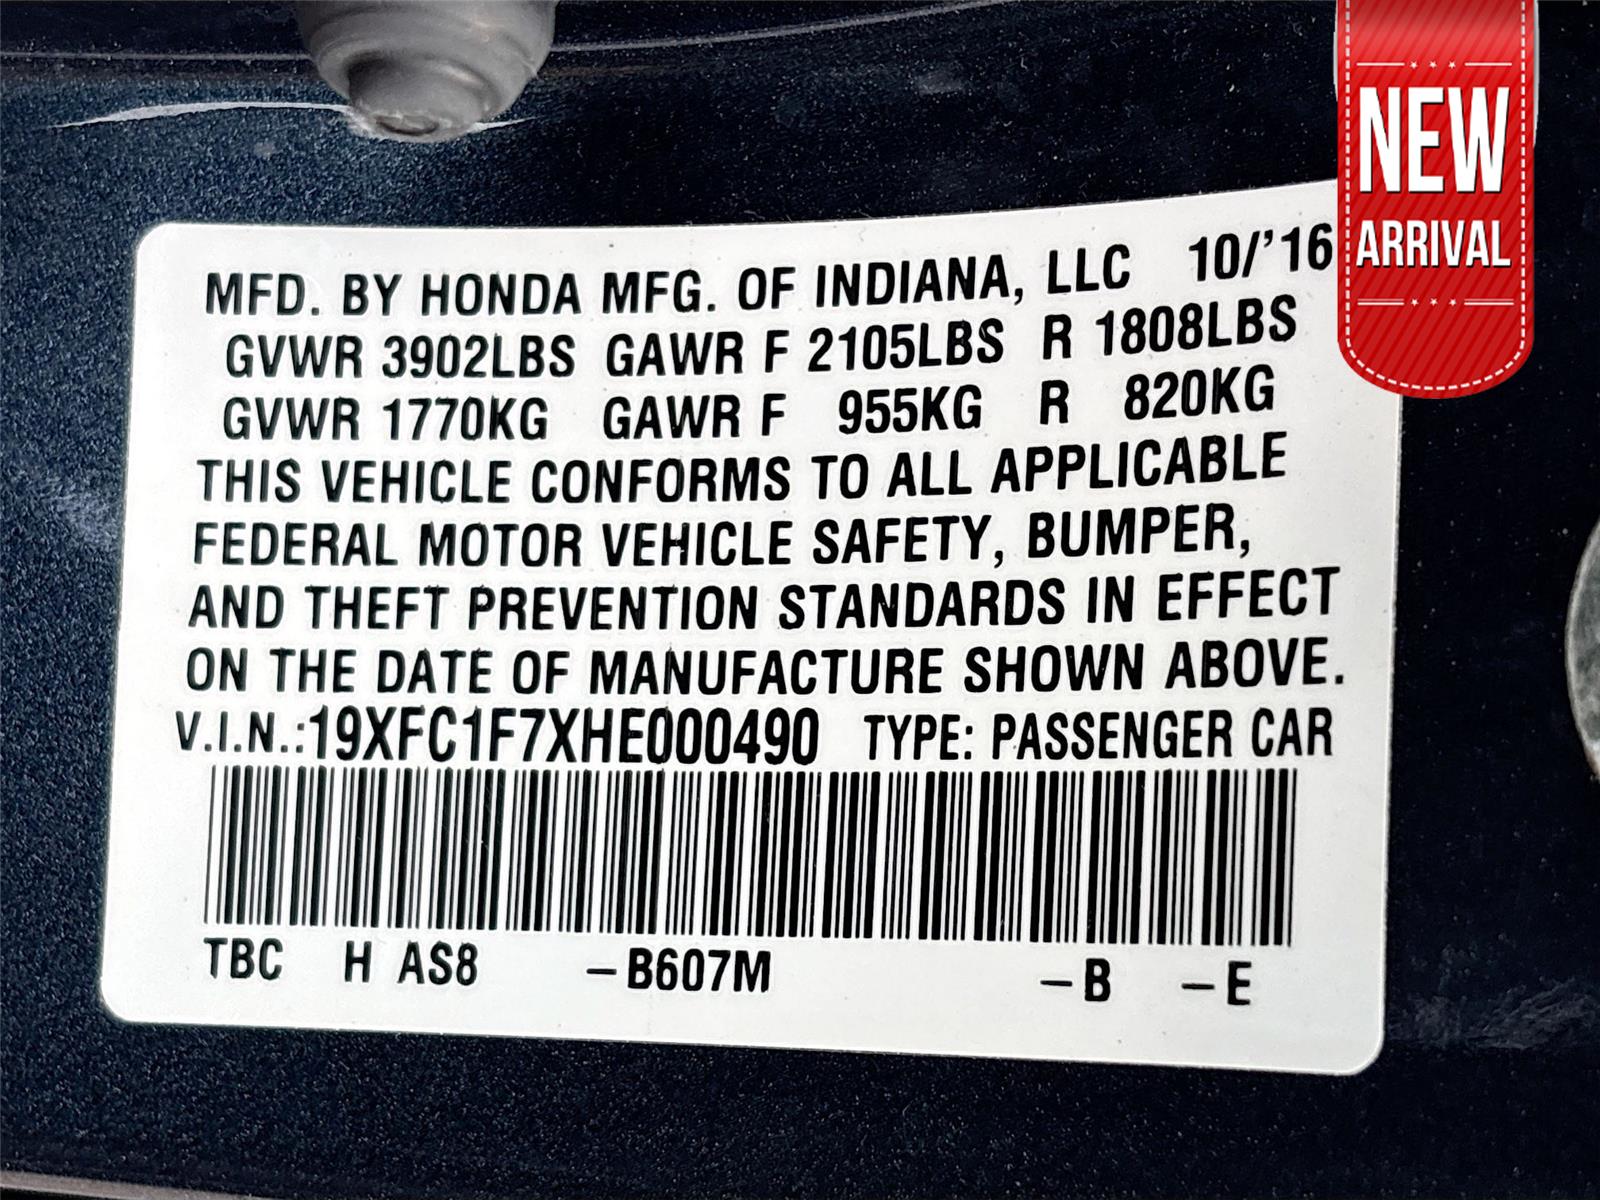 NEW
ARRIVAL
MFD. BY HONDA MFG. OF INDIANA, LLC 10/'16
GVWR 3902LBS GAWR F 2105LBS R 1808LBS
GVWR 1770KG GAWR F 955KG R 820KG
THIS VEHICLE CONFORMS TO ALL APPLICABLE
FEDERAL MOTOR VEHICLE SAFETY, BUMPER,
AND THEFT PREVENTION STANDARDS IN EFFECT
ON THE DATE OF MANUFACTURE SHOWN ABOVE.
V.I.N.:19XFC1F7XHE000490 TYPE: PASSENGER CAR
TBC H AS8 –B607M –B –E